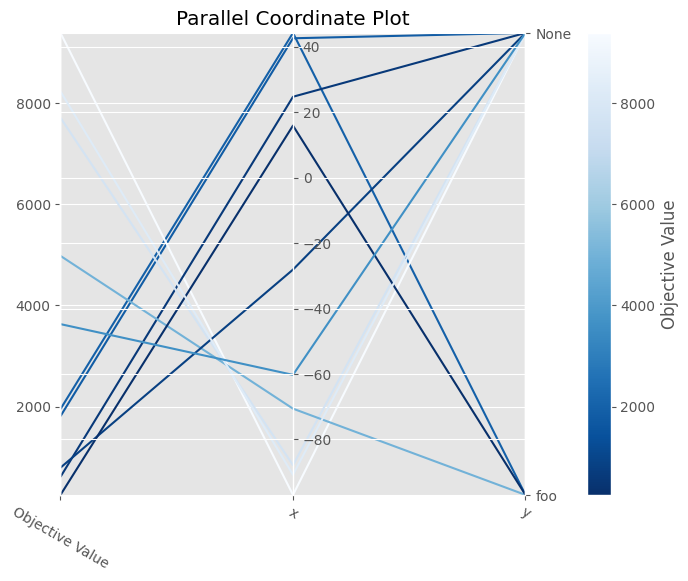 Parallel Coordinate Plot
8000
6000
4000
2000
40
20
0
−20
−40
−60
−80
None
foo
8000
6000
4000
2000
Objective Value
Objective Value
x
y